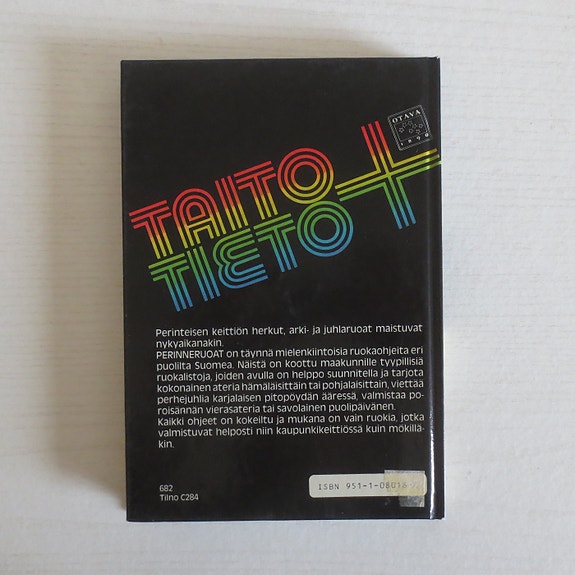 OTAVA
1890
TAITO
TIETO +
Perinteisen keittiön herkut, arki- ja juhlaruoat maistuvat
nykyaikanakin.
PERINNERUOAT on täynnä mielenkiintoisia ruokaohjeita eri
puolilta Suomea. Näistä on koottu maakunnille tyypillisiä
ruokalistoja, joiden avulla on helppo suunnitella ja tarjota
kokonainen ateria hämäläisittäin tai pohjalaisittain, viettää
perhejuhlia karjalaisen pitopöydän ääressä, valmistaa po-
roisännän vierasateria tai savolainen puolipäivänen.
Kaikki ohjeet on kokeiltu ja mukana on vain ruokia, jotka
valmistuvat helposti niin kaupunkikeittiössä kuin mökillä-
kin.
682
Tilno C284
ISBN 951-1-08018